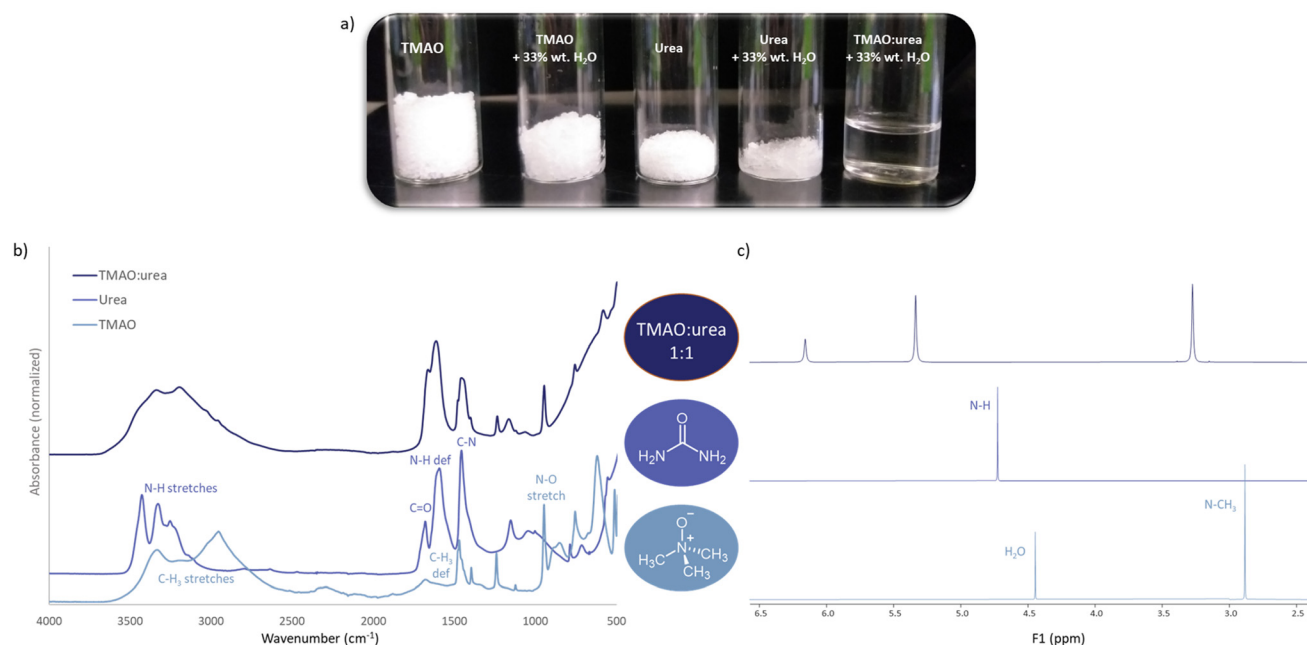 a)
TMAO
TMAO
+ 33% wt. H₂O
Urea
Urea
+ 33% wt. H₂O
TMAO:urea
+ 33% wt. H₂O
b)
TMAO:urea
Urea
TMAO
Absorbance (normalized)
N-H stretches
C-H₃ stretches
C=O
N-H def
C-N
C-H₃
def
N-O
stretch
4000
3500
3000
2500
2000
1500
1000
500
Wavenumber (cm⁻¹)
TMAO:urea
1:1
O
H₂N
NH₂
O⁻
N⁺
H₃C
CH₃
CH₃
c)
N-H
N-CH₃
H₂O
6.5
6.0
5.5
5.0
4.5
4.0
3.5
3.0
2.5
F1 (ppm)